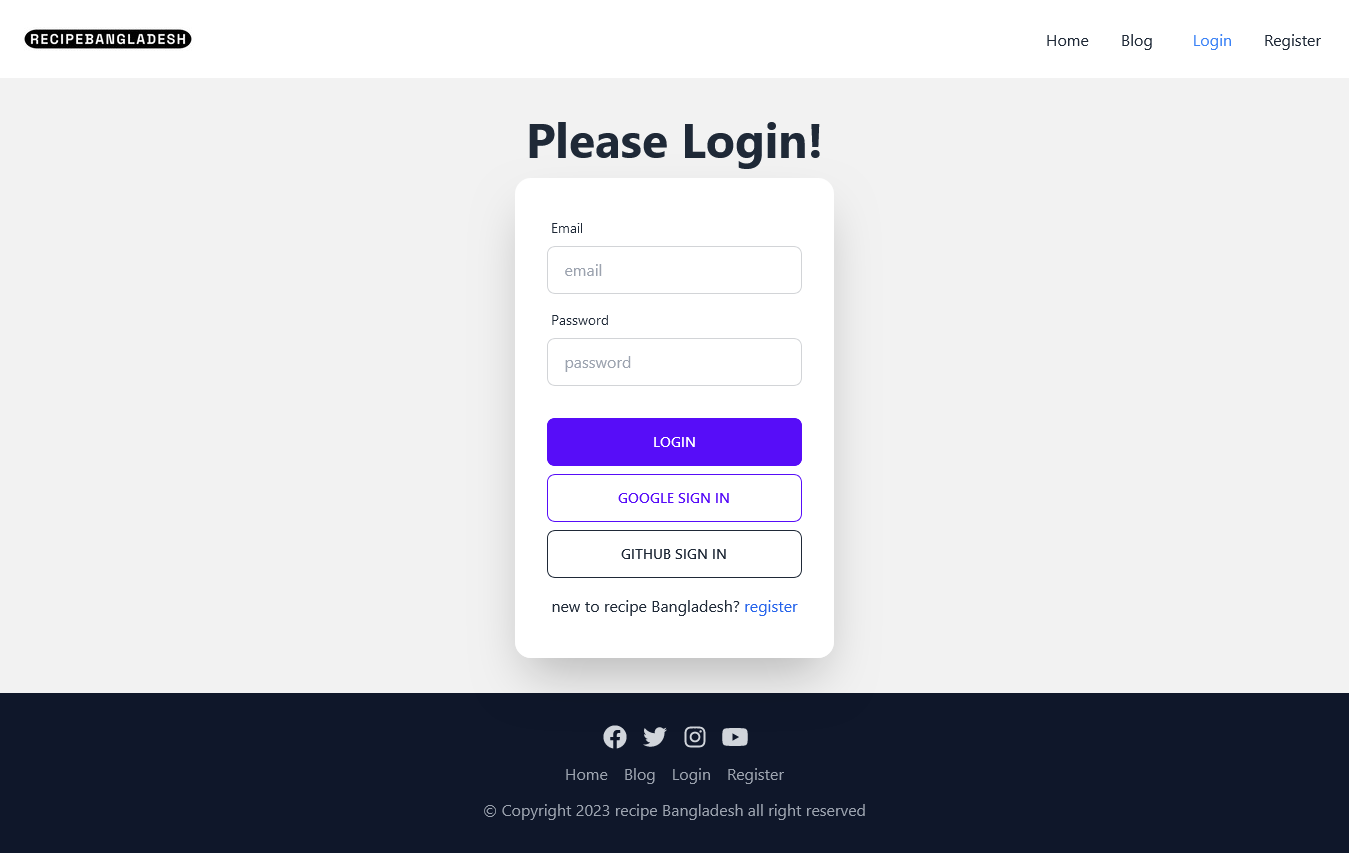 RECIPEBANGLADESH
Home Blog Login Register
Please Login!
Email
email
Password
password
LOGIN
GOOGLE SIGN IN
GITHUB SIGN IN
new to recipe Bangladesh? register
Home Blog Login Register
© Copyright 2023 recipe Bangladesh all right reserved